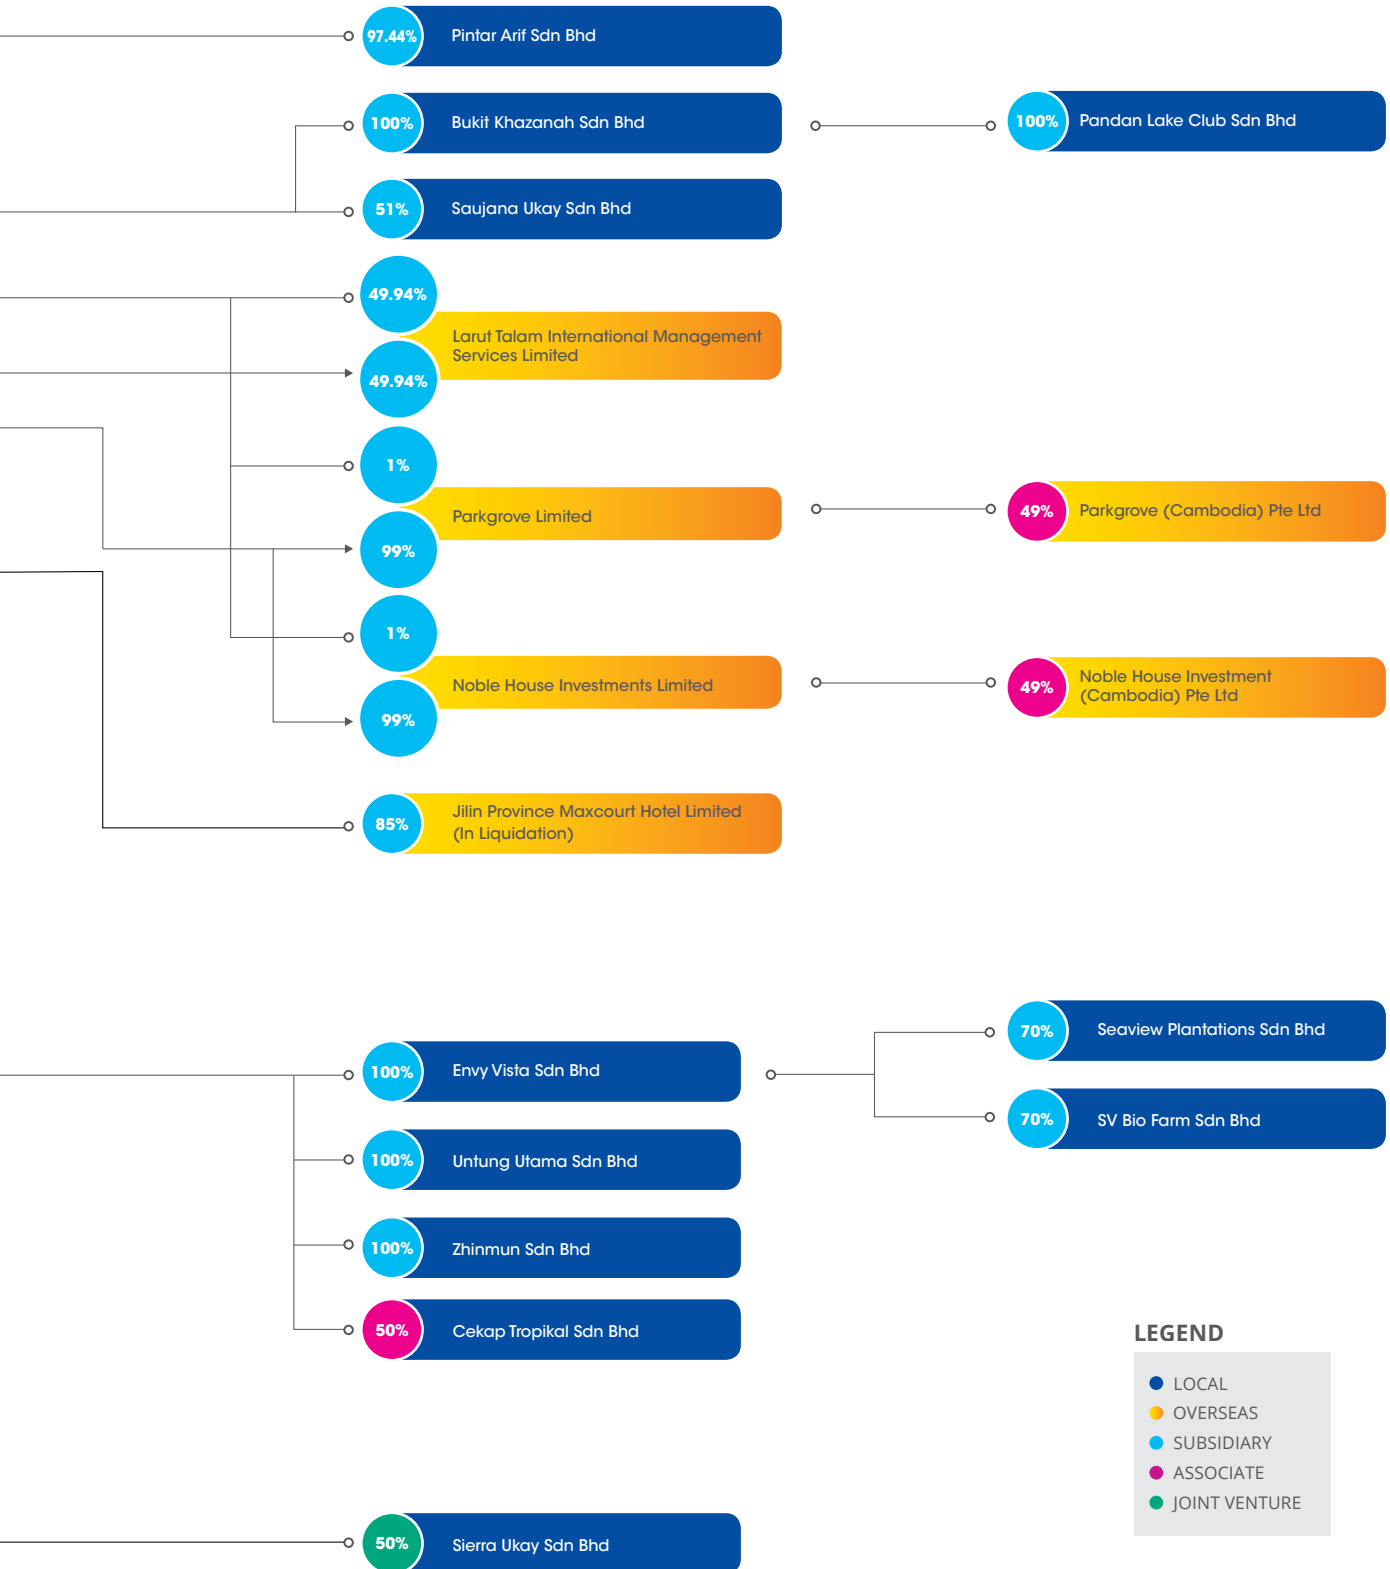 97.44%
Pintar Arif Sdn Bhd
100%
Bukit Khazanah Sdn Bhd
100%
Pandan Lake Club Sdn Bhd
51%
Saujana Ukay Sdn Bhd
49.94%
Larut Talam International Management
Services Limited
49.94%
1%
Parkgrove Limited
99%
49%
Parkgrove (Cambodia) Pte Ltd
1%
Noble House Investments Limited
99%
49%
Noble House Investment
(Cambodia) Pte Ltd
85%
Jilin Province Maxcourt Hotel Limited
(In Liquidation)
100%
Envy Vista Sdn Bhd
70%
Seaview Plantations Sdn Bhd
70%
SV Bio Farm Sdn Bhd
100%
Untung Utama Sdn Bhd
100%
Zhinmun Sdn Bhd
50%
Cekap Tropikal Sdn Bhd
50%
Sierra Ukay Sdn Bhd
LEGEND
LOCAL
OVERSEAS
SUBSIDIARY
ASSOCIATE
JOINT VENTURE